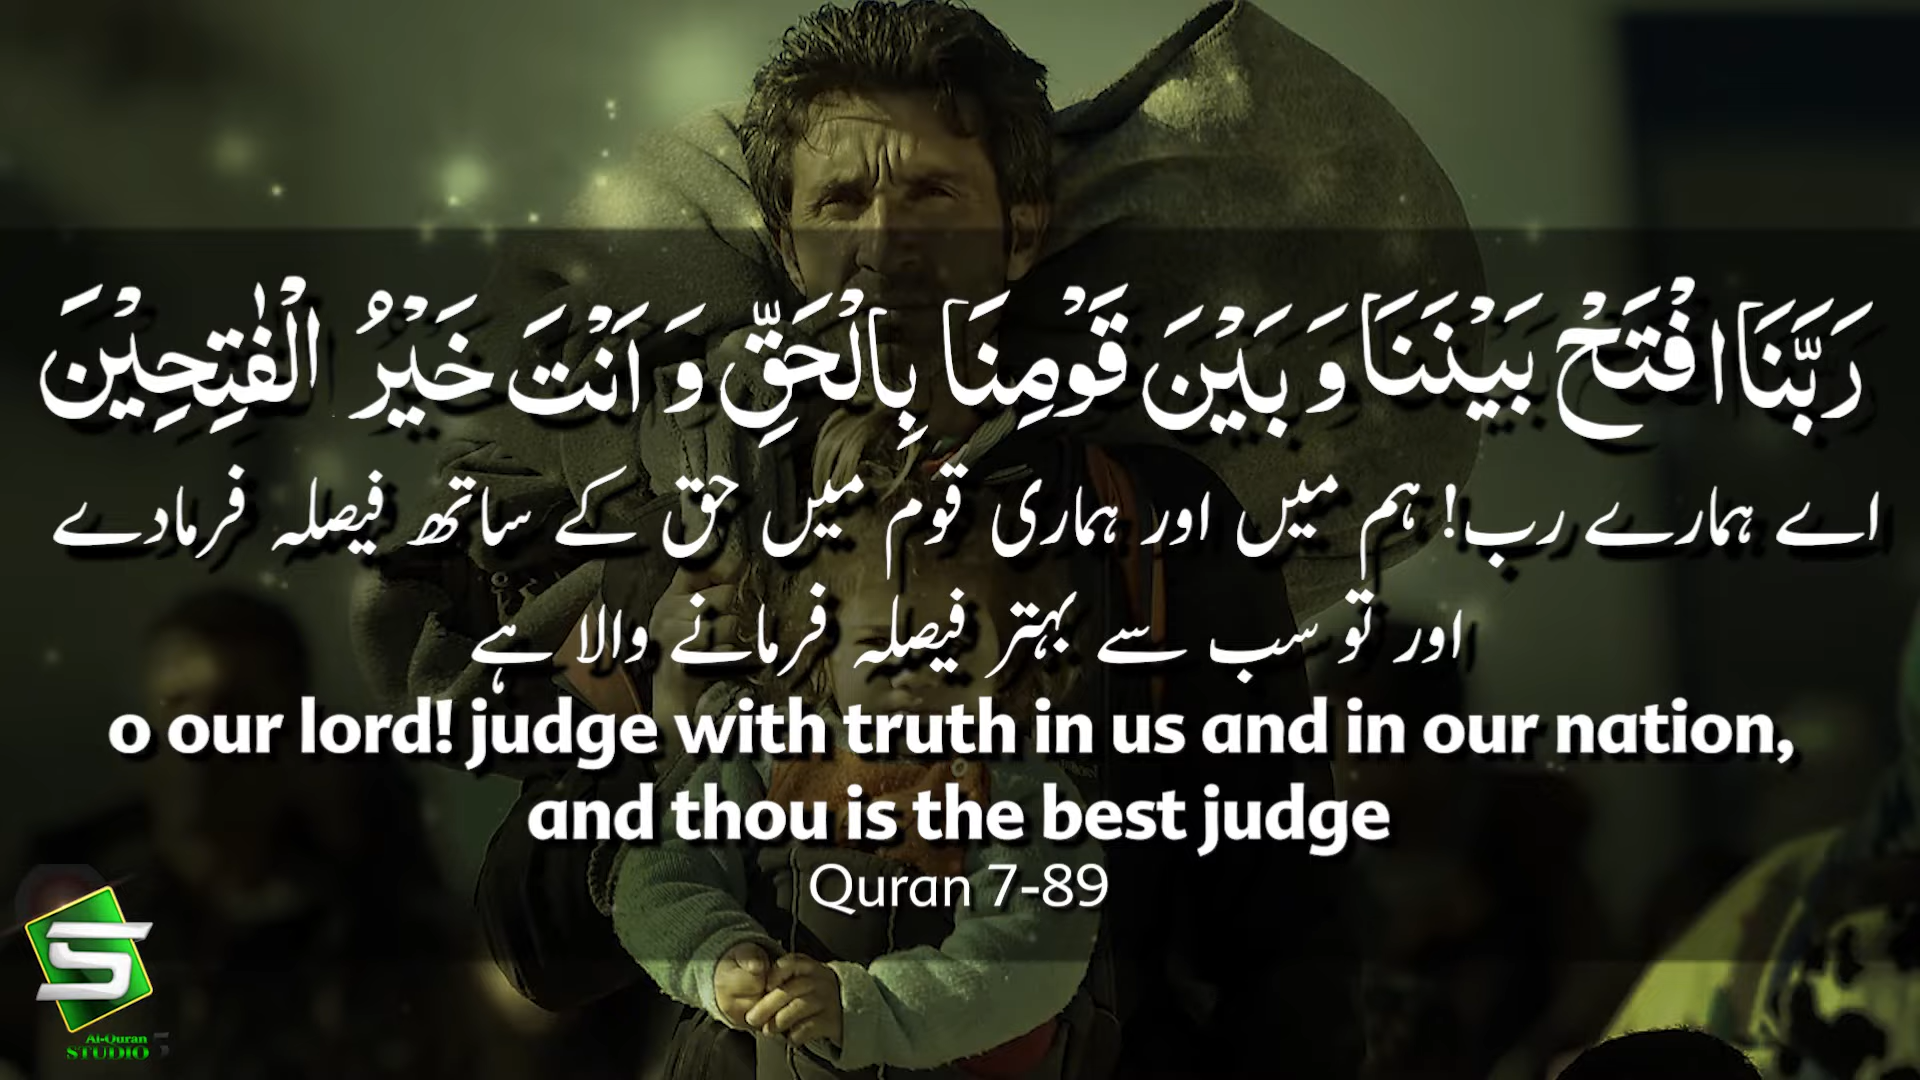 رَبَّنَا افْتَحْ بَيْنَنَا وَ بَيْنَ قَوْمِنَا بِالْحَقِّ وَ اَنْتَ خَيْرُ الْفٰتِحِيْنَ
اے ہمارے رب! ہم میں اور ہماری قوم میں حق کے ساتھ فیصلہ فرمادے
اور تو سب سے بہتر فیصلہ فرمانے والا ہے
o our lord! judge with truth in us and in our nation,
and thou is the best judge
Quran 7-89
S
Al-Quran
STUDIO 5